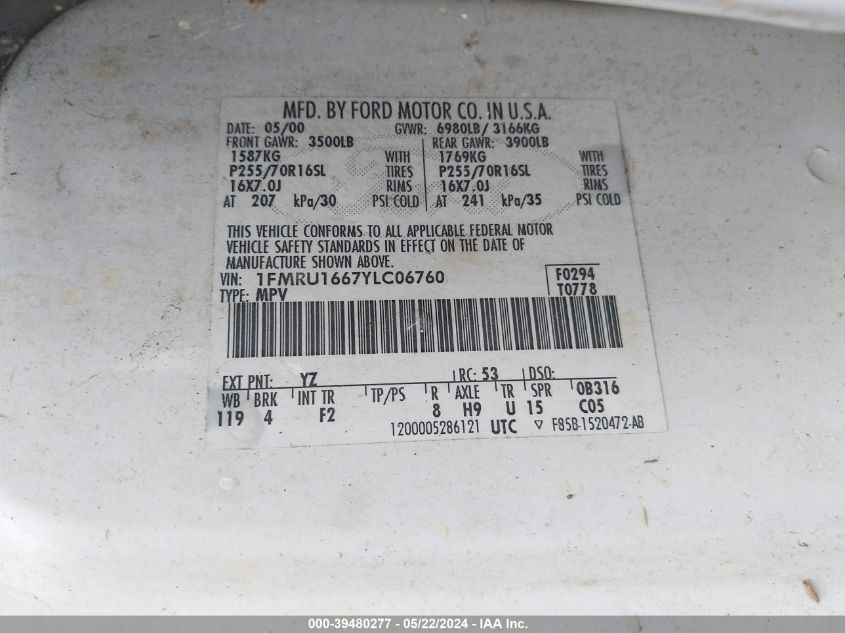 MFD. BY FORD MOTOR CO. IN U.S.A.
DATE: 05/00 GVWR: 6980LB/ 3166KG
FRONT GAWR: 3500LB REAR GAWR: 3900LB
1587KG WITH 1769KG WITH
P255/70R16SL TIRES P255/70R16SL TIRES
16X7.0J RIMS 16X7.0J RIMS
AT 207 kPa/30 PSI COLD AT 241 kPa/35 PSI COLD
THIS VEHICLE CONFORMS TO ALL APPLICABLE FEDERAL MOTOR
VEHICLE SAFETY STANDARDS IN EFFECT ON THE DATE OF
MANUFACTURE SHOWN ABOVE.
VIN: 1FMRU1667YLC06760 F0294
TYPE: MPV T0778
EXT PNT: YZ RC: 53 DSO:
WB BRK INT TR TP/PS R AXLE TR SPR 0B316
119 4 F2 8 H9 U 15 C05
1200005286121 UTC ▽ F85B-1520472-AB
000-39480277 - 05/22/2024 - IAA Inc.